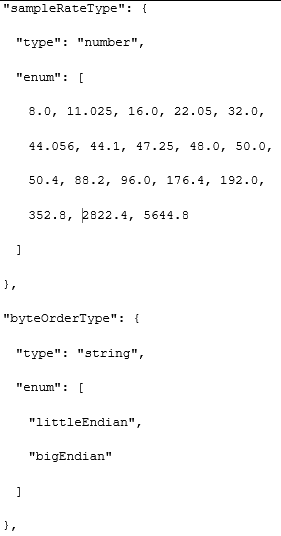 "sampleRateType": {
"type": "number",
"enum": [
8.0, 11.025, 16.0, 22.05, 32.0,
44.056, 44.1, 47.25, 48.0, 50.0,
50.4, 88.2, 96.0, 176.4, 192.0,
352.8, 2822.4, 5644.8
]
},
"byteOrderType": {
"type": "string",
"enum": [
"littleEndian",
"bigEndian"
]
},